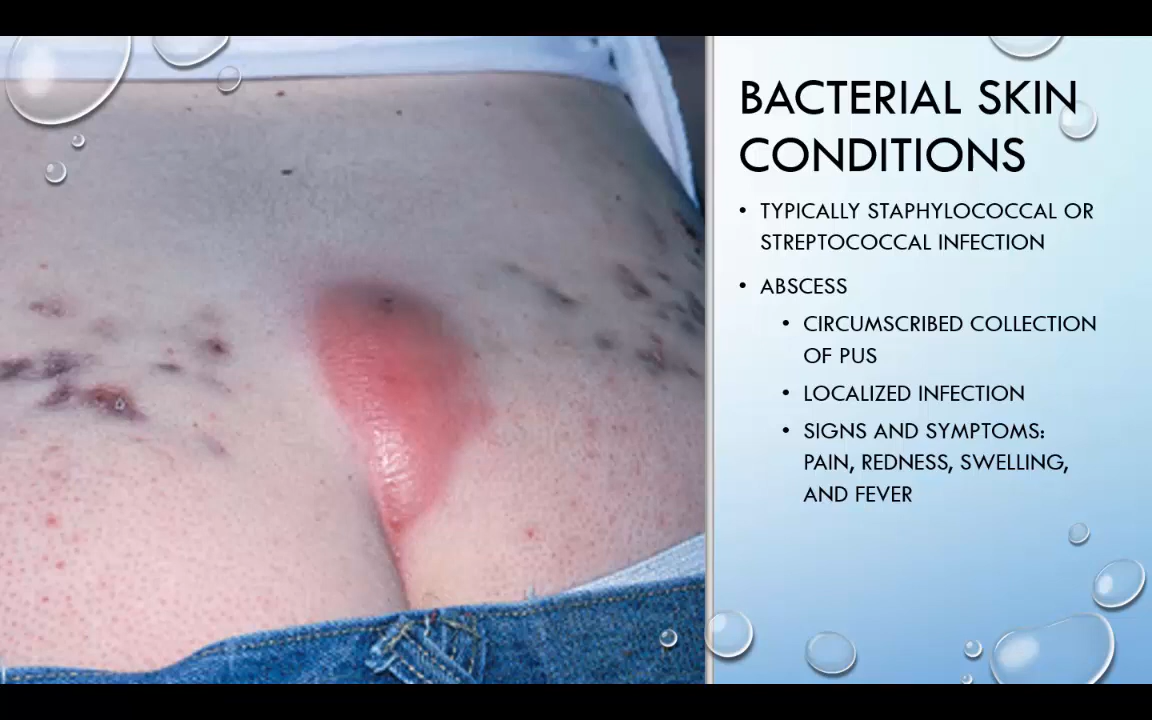 BACTERIAL SKIN
CONDITIONS
• TYPICALLY STAPHYLOCOCCAL OR
STREPTOCOCCAL INFECTION
• ABSCESS
• CIRCUMSCRIBED COLLECTION
OF PUS
• LOCALIZED INFECTION
• SIGNS AND SYMPTOMS:
PAIN, REDNESS, SWELLING,
AND FEVER